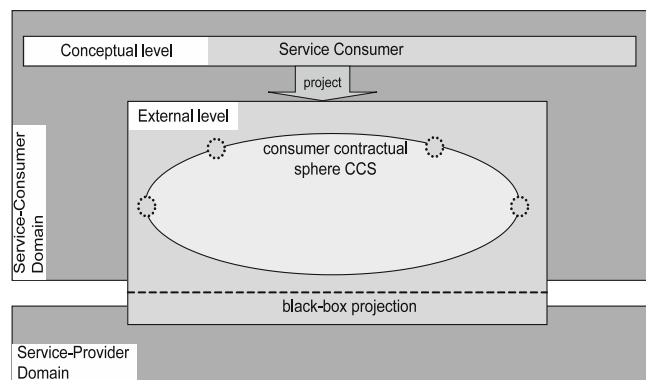 Conceptual level
Service Consumer
project
External level
consumer contractual
sphere CCS
Service-Consumer
Domain
black-box projection
Service-Provider
Domain